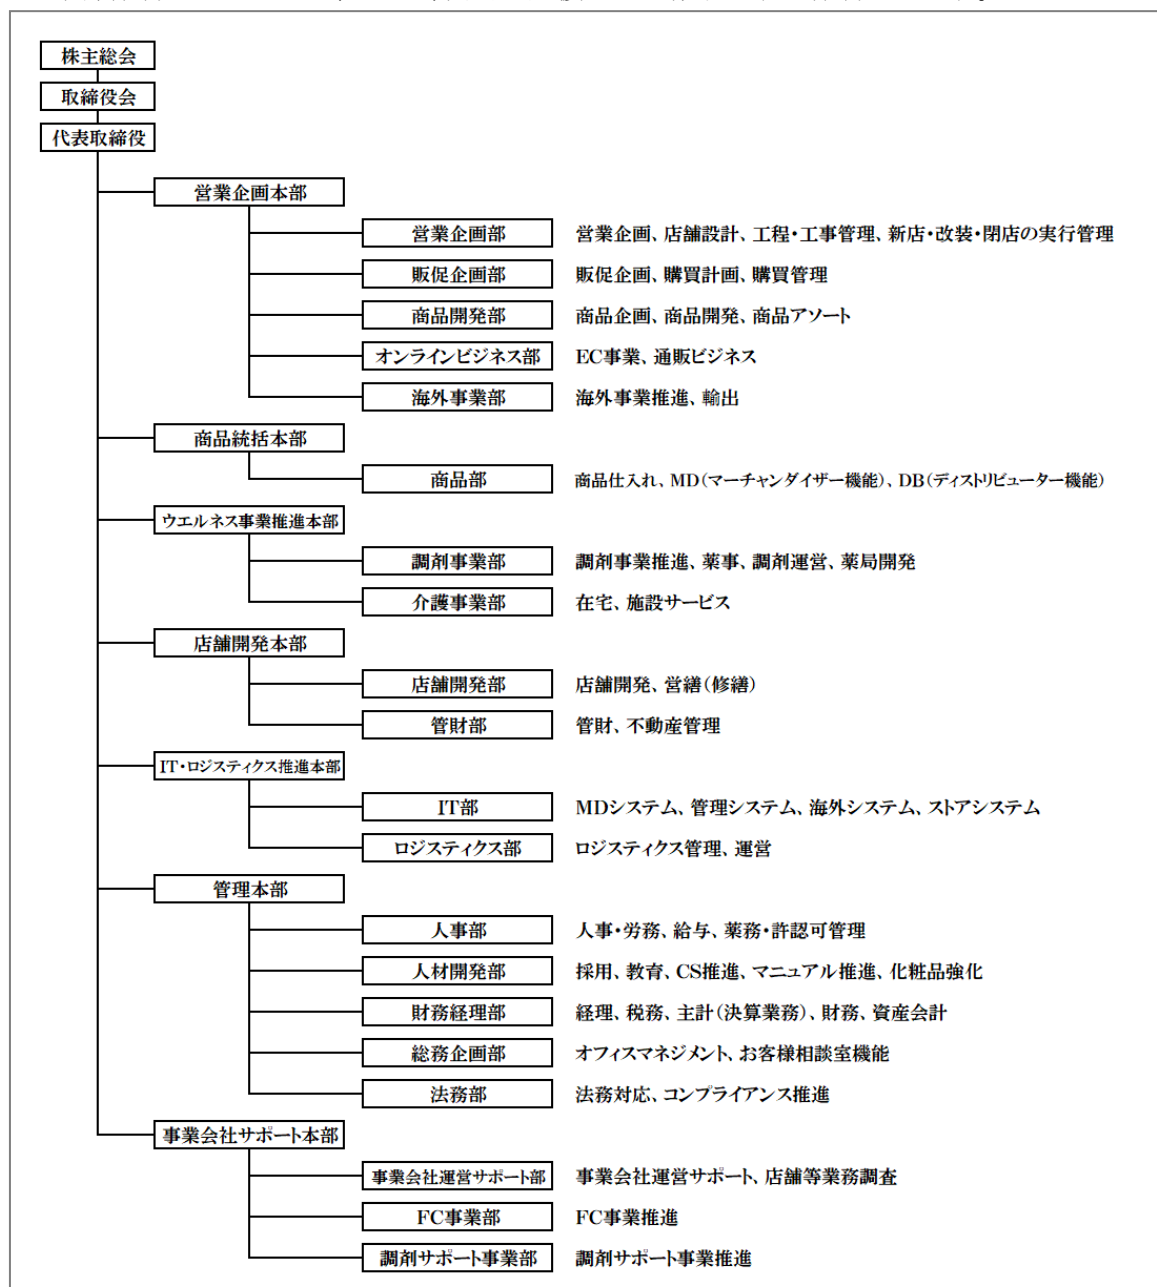 株主総会
取締役会
代表取締役
営業企画本部
営業企画部 営業企画、店舗設計、工程・工事管理、新店・改装・閉店の実行管理
販促企画部 販促企画、購買計画、購買管理
商品開発部 商品企画、商品開発、商品アソート
オンラインビジネス部 EC事業、通販ビジネス
海外事業部 海外事業推進、輸出
商品統括本部
商品部 商品仕入れ、MD(マーチャンダイザー機能)、DB(ディストリビューター機能)
ウエルネス事業推進本部
調剤事業部 調剤事業推進、薬事、調剤運営、薬局開発
介護事業部 在宅、施設サービス
店舗開発本部
店舗開発部 店舗開発、営繕(修繕)
管財部 管財、不動産管理
IT・ロジスティクス推進本部
IT部 MDシステム、管理システム、海外システム、ストアシステム
ロジスティクス部 ロジスティクス管理、運営
管理本部
人事部 人事・労務、給与、薬務・許認可管理
人材開発部 採用、教育、CS推進、マニュアル推進、化粧品強化
財務経理部 経理、税務、主計(決算業務)、財務、資産会計
総務企画部 オフィスマネジメント、お客様相談室機能
法務部 法務対応、コンプライアンス推進
事業会社サポート本部
事業会社運営サポート部 事業会社運営サポート、店舗等業務調査
FC事業部 FC事業推進
調剤サポート事業部 調剤サポート事業推進